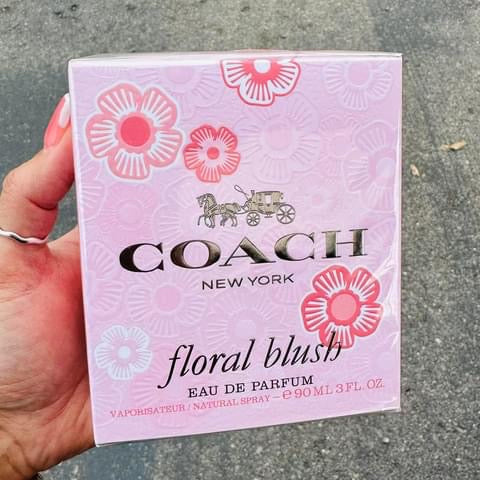 COACH
NEW YORK
floral blush
EAU DE PARFUM
VAPORISATEUR / NATURAL SPRAY – ℮ 90 ML 3 FL. OZ.